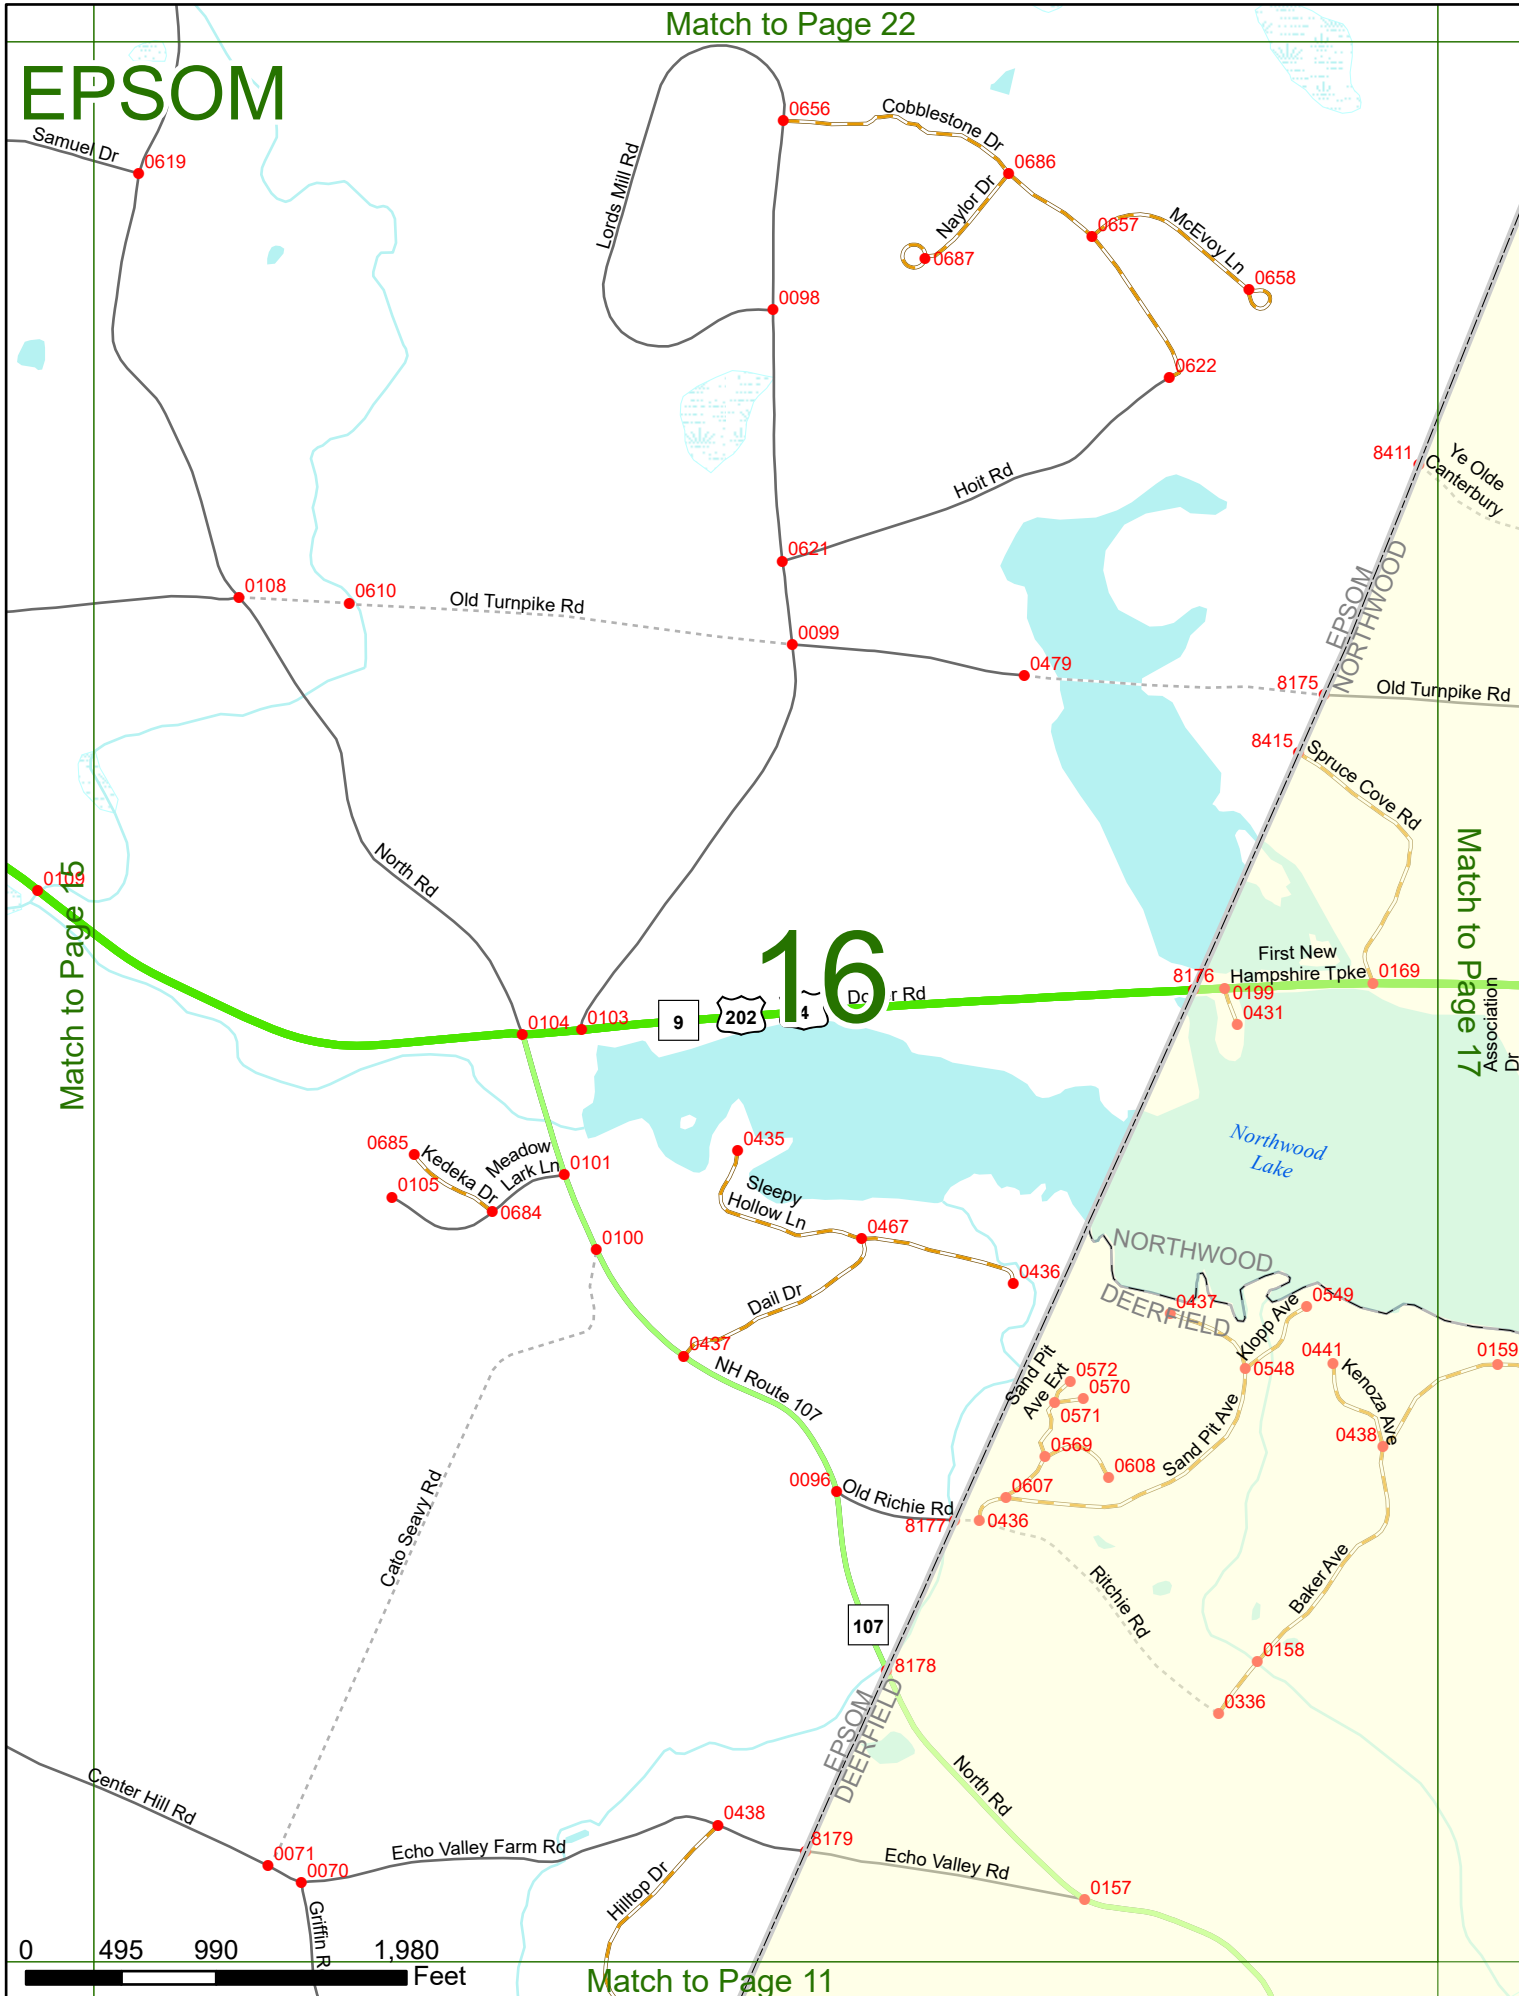 Match to Page 22
EPSOM
Samuel Dr
0619
0656
Cobblestone Dr
0686
Lords Mill Rd
Naylor Dr
0687
0657
McEvoy Ln
0658
0098
0622
8411
Ye Olde
Canterbury
Hoit Rd
0621
EPSOM
NORTHWOOD
0108
0610
Old Turnpike Rd
0099
0479
8175
Old Turnpike Rd
8415
Spruce Cove Rd
North Rd
0109
Match to Page 15
16
Match to Page 17
First New
Hampshire Tpke
8176
0199
0169
0431
Association
Dr
0104
0103
9
202
4
Rd
0685
Kedeka Dr
Meadow
Lark Ln
0101
0105
0684
0435
Sleepy
Hollow Ln
0467
0100
0436
Northwood
Lake
NORTHWOOD
DEERFIELD
Dail Dr
0437
NH Route 107
0437
Klopp Ave
0549
0548
0441
Kenoza Ave
0159
Sand Pit
Ave Ext
0572
0570
0571
0569
0608
Sand Pit Ave
0438
0096
Old Richie Rd
8177
0607
0436
Cato Seavy Rd
Ritchie Rd
Baker Ave
0158
0336
107
8178
EPSOM
DEERFIELD
North Rd
Center Hill Rd
0071
0070
Echo Valley Farm Rd
0438
8179
Echo Valley Rd
0157
Hilltop Dr
Griffin R
0 495 990 1,980
Feet
Match to Page 11